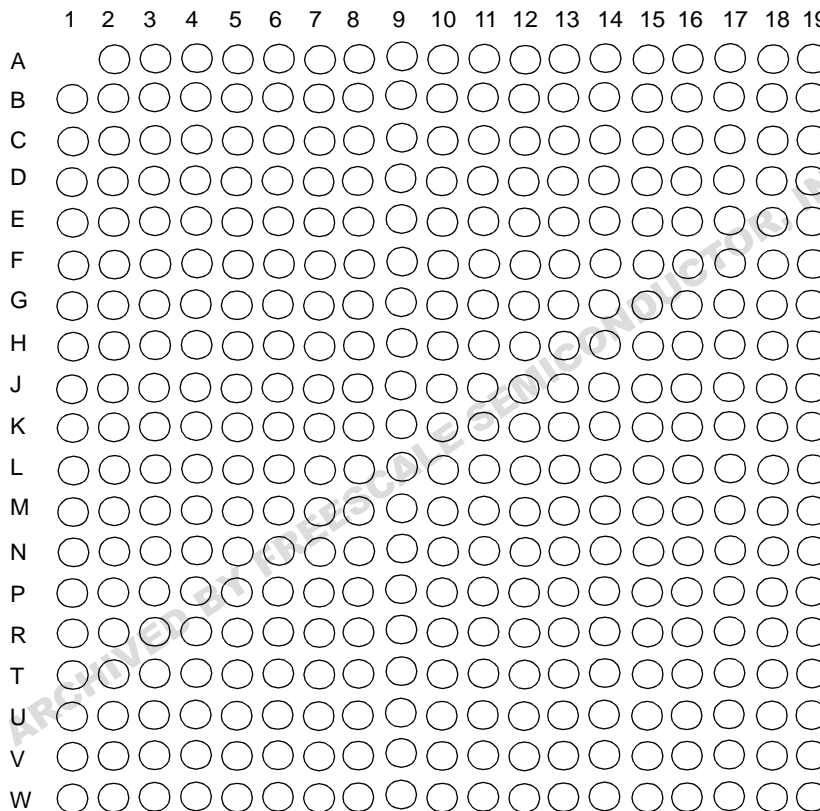 1 2 3 4 5 6 7 8 9 10 11 12 13 14 15 16 17 18 19
A
B
C
D
E
F
G
H
J
K
L
M
N
P
R
T
U
V
W
ARCHIVED BY FREESCALE SEMICONDUCTOR, IN